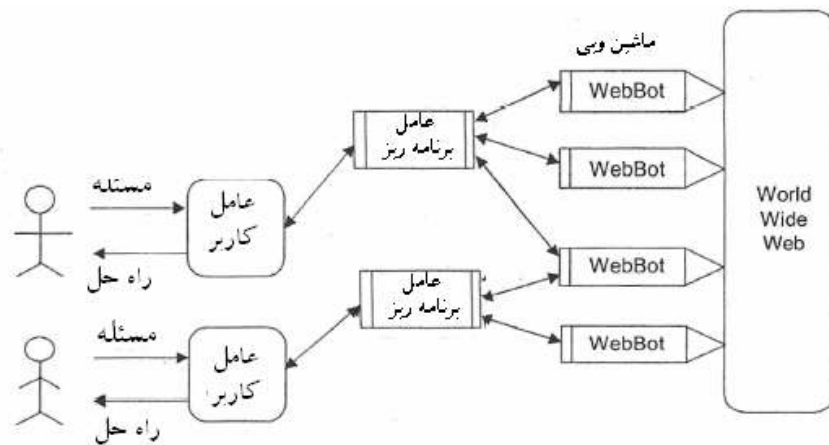 ماشین وبی
WebBot
عامل
برنامه ریز
WebBot
مسئله
عامل
کاربر
راه حل
World
Wide
Web
WebBot
عامل
برنامه ریز
WebBot
مسئله
عامل
کاربر
راه حل